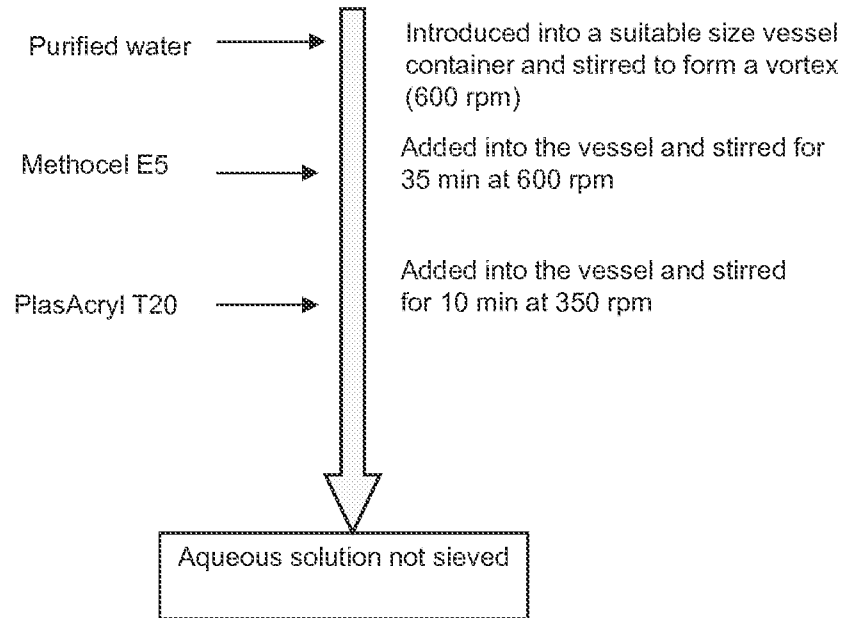 Purified water
Introduced into a suitable size vessel
container and stirred to form a vortex
(600 rpm)
Methocel E5
Added into the vessel and stirred for
35 min at 600 rpm
PlasAcryl T20
Added into the vessel and stirred
for 10 min at 350 rpm
Aqueous solution not sieved